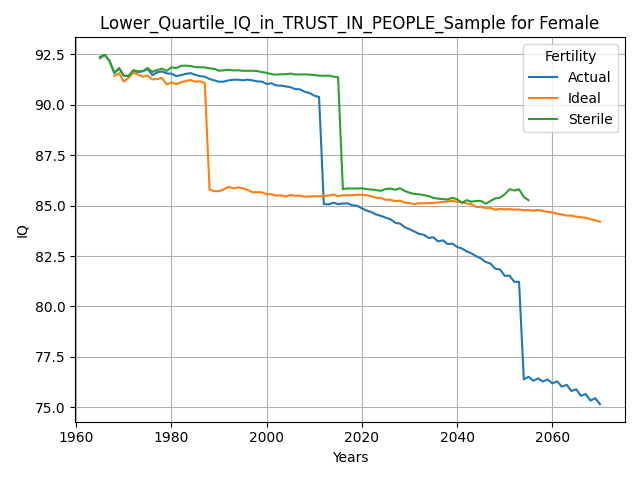 Lower_Quartile_IQ_in_TRUST_IN_PEOPLE_Sample for Female
Fertility
Actual
Ideal
Sterile
IQ
92.5
90.0
87.5
85.0
82.5
80.0
77.5
75.0
1960 1980 2000 2020 2040 2060
Years